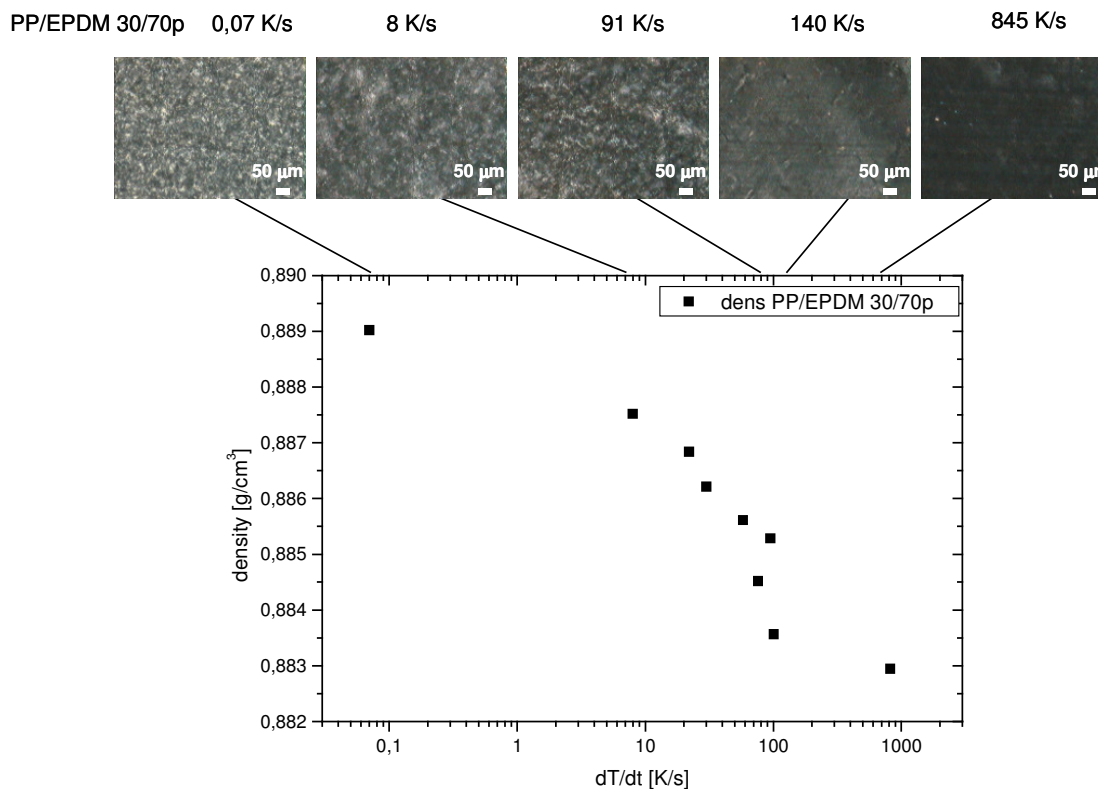 PP/EPDM 30/70p 0,07 K/s 8 K/s 91 K/s 140 K/s 845 K/s
50 µm 50 µm 50 µm 50 µm 50 µm
0,890
dens PP/EPDM 30/70p
0,889
0,888
0,887
0,886
0,885
0,884
0,883
0,882
density [g/cm³]
0,1 1 10 100 1000
dT/dt [K/s]